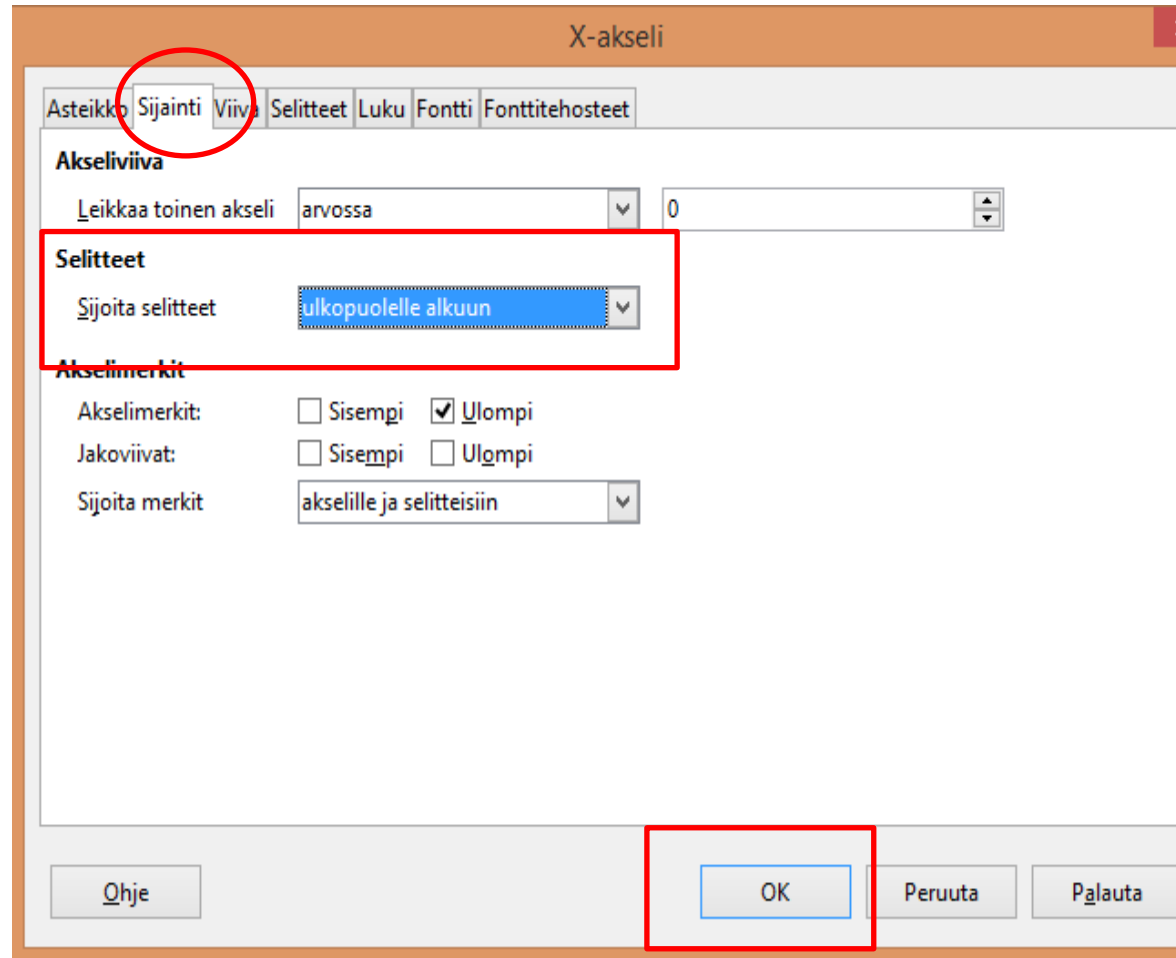 X-akseli
Asteikko Sijainti Viiva Selitteet Luku Fontti Fonttitehosteet
Akseliviiva
Leikkaa toinen akseli arvossa 0
Selitteet
Sijoita selitteet ulkopuolelle alkuun
Akselimerkit
Akselimerkit: Sisempi Ulompi
Jakoviivat: Sisempi Ulompi
Sijoita merkit akselille ja selitteisiin
Ohje OK Peruuta Palauta